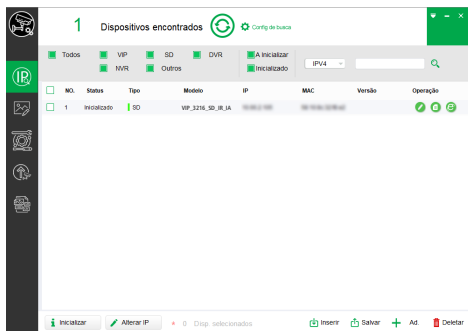 1 Dispositivos encontrados Config de busca
Todos VIP SD DVR A Inicializar
NVR Outros Inicializado
IPV4
NO. Status Tipo Modelo IP MAC Versão Operação
1 Inicializado SD VIP_3216_SD_IR_IA
IP
Inicializar Alterar IP 0 Disp. selecionados Inserir Salvar Ad. Deletar